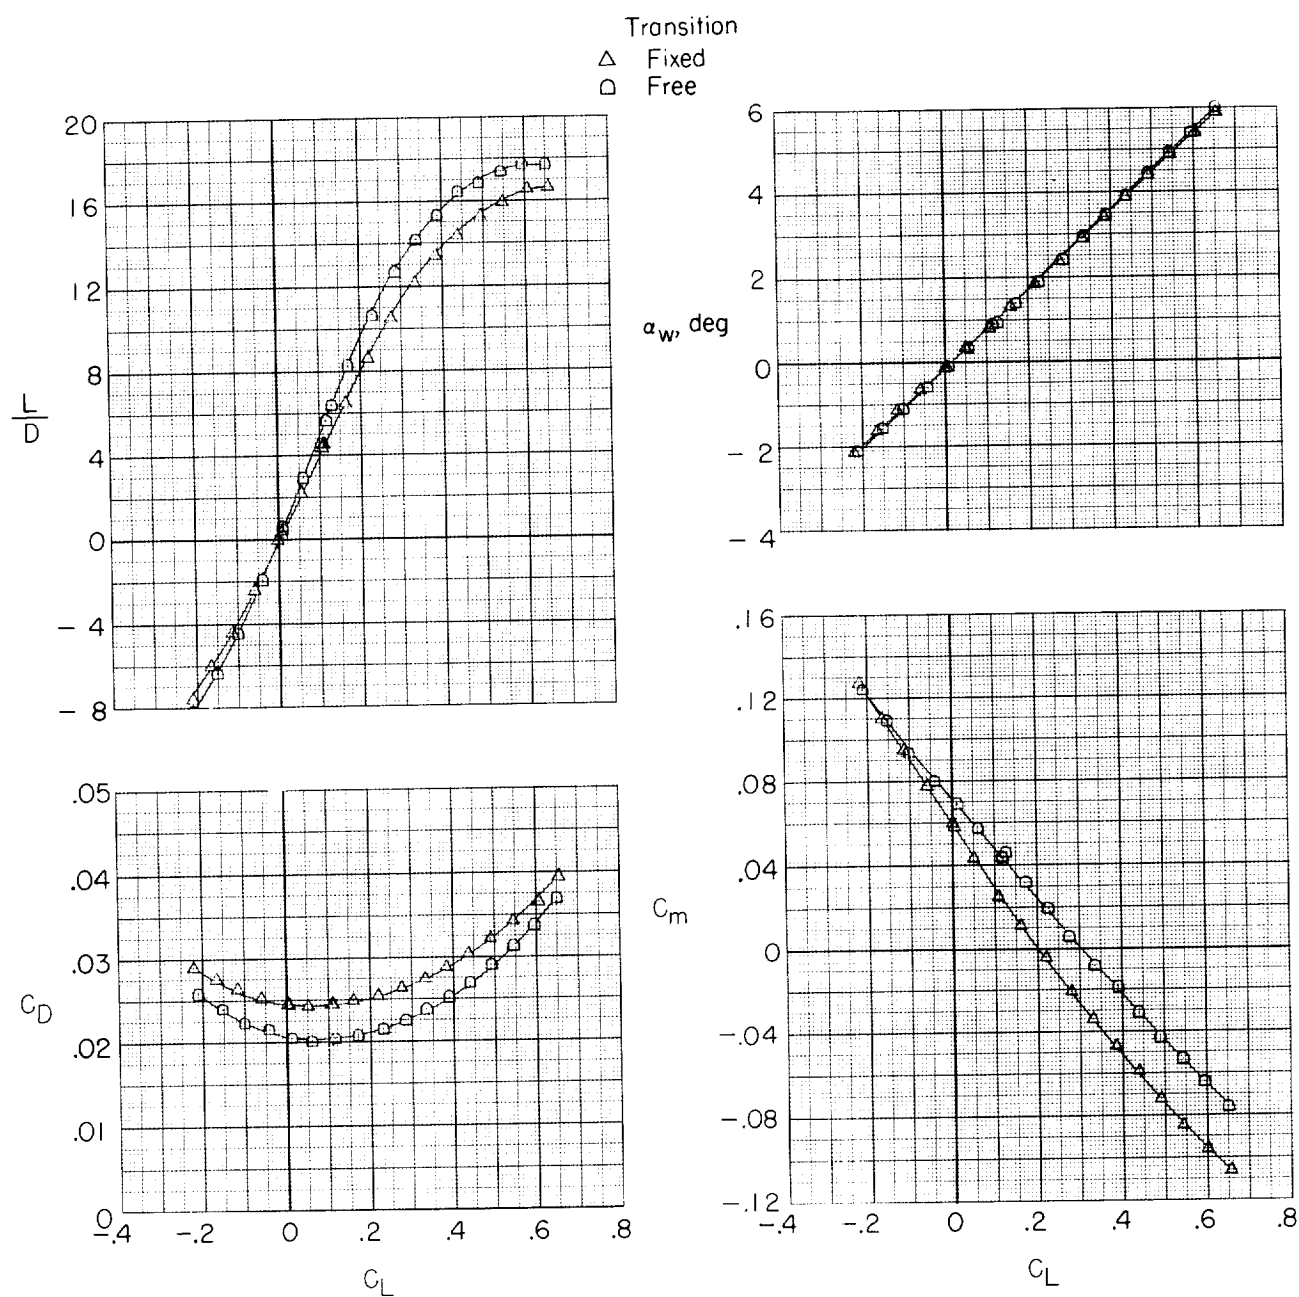 Transition
Fixed
Free
20
16
12
8
4
0
- 4
- 8
L
D
6
4
2
0
- 2
- 4
α_w, deg
.05
.04
.03
.02
.01
0
C_D
-.4 -.2 0 .2 .4 .6 .8
C_L
.16
.12
.08
.04
0
-.04
-.08
-.12
C_m
-.4 -.2 0 .2 .4 .6 .8
C_L